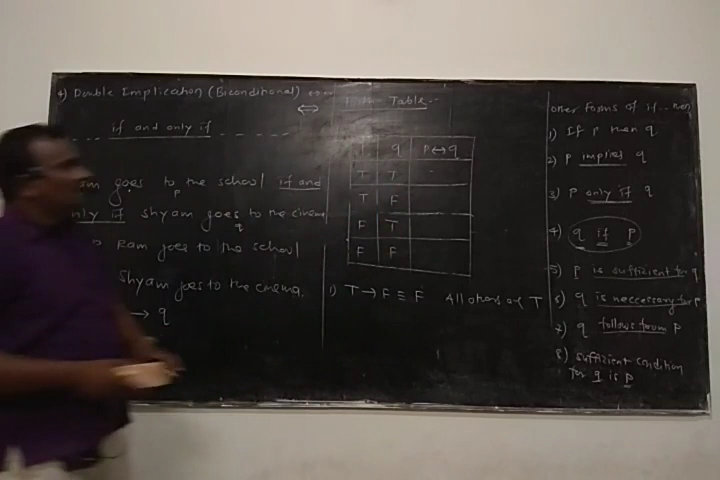 4) Double Implication (Biconditional) ↔
⟺
if and only if
goes to the school if and
p
only if Shyam goes to the cinema
q
Ram goes to the school
Shyam goes to the cinema.
→ q
Table
q P↔q
T T
T F
F T
F F
1) T → F ≡ F All others are T
other forms of if...then
1) If P then q
2) P implies q
3) P only if q
4) q if P
5) P is sufficient for q
6) q is neccessary for P
7) q follows from P
8) sufficient condition
for q is P